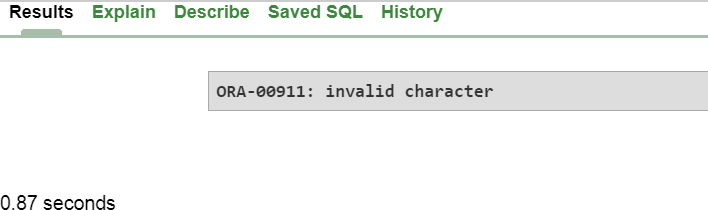 Results Explain Describe Saved SQL History
ORA-00911: invalid character
0.87 seconds